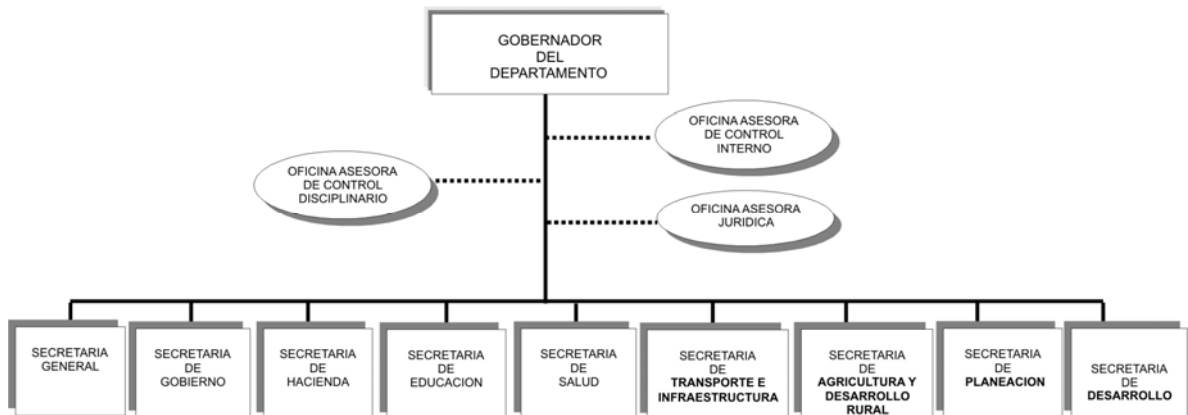 GOBERNADOR
DEL
DEPARTAMENTO
OFICINA ASESORA
DE CONTROL
INTERNO
OFICINA ASESORA
DE CONTROL
DISCIPLINARIO
OFICINA ASESORA
JURIDICA
SECRETARIA
GENERAL
SECRETARIA
DE
GOBIERNO
SECRETARIA
DE
HACIENDA
SECRETARIA
DE
EDUCACION
SECRETARIA
DE
SALUD
SECRETARIA
DE
TRANSPORTE E
INFRAESTRUCTURA
SECRETARIA
DE
AGRICULTURA Y
DESARROLLO
RURAL
SECRETARIA
DE
PLANEACION
SECRETARIA
DE
DESARROLLO